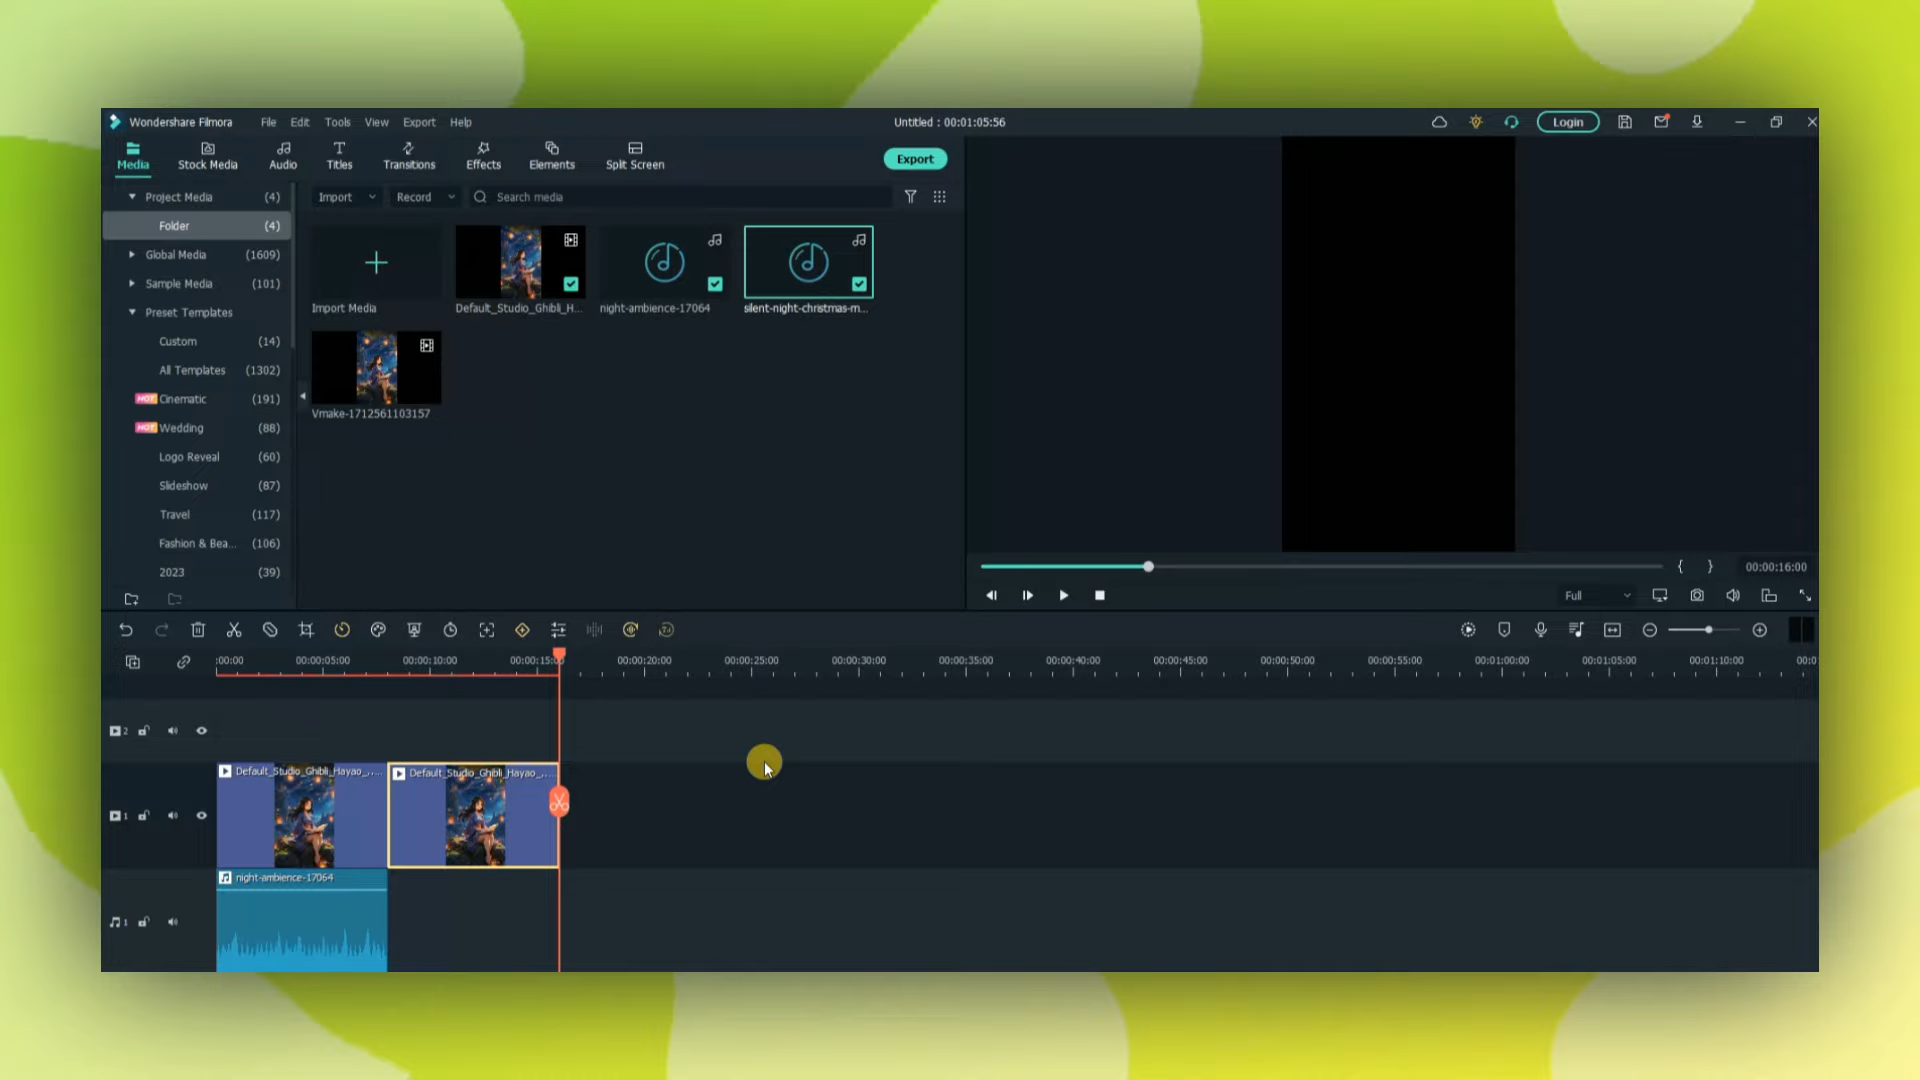 Wondershare Filmora File Edit Tools View Export Help Untitled : 00:01:05:56 Login
Media Stock Media Audio Titles Transitions Effects Elements Split Screen Export
Project Media (4) Import Record Search media
Folder (4)
Global Media (1609)
Sample Media (101)
Import Media Default_Studio_Ghibli_H... night-ambience-17064 silent-night-christmas-m...
Preset Templates
Custom (14)
All Templates (1302)
HOT Cinematic (191)
Vmake-1712561103157
HOT Wedding (88)
Logo Reveal (60)
Slideshow (87)
Travel (117)
Fashion & Bea... (106)
2023 (39)
{ } 00:00:16:00
Full
:00:00 00:00:05:00 00:00:10:00 00:00:15:00 00:00:20:00 00:00:25:00 00:00:30:00 00:00:35:00 00:00:40:00 00:00:45:00 00:00:50:00 00:00:55:00 00:01:00:00 00:01:05:00 00:01:10:00 00:0
2
Default_Studio_Ghibli_Hayao_,... Default_Studio_Ghibli_Hayao_,...
1
night-ambience-17064
1